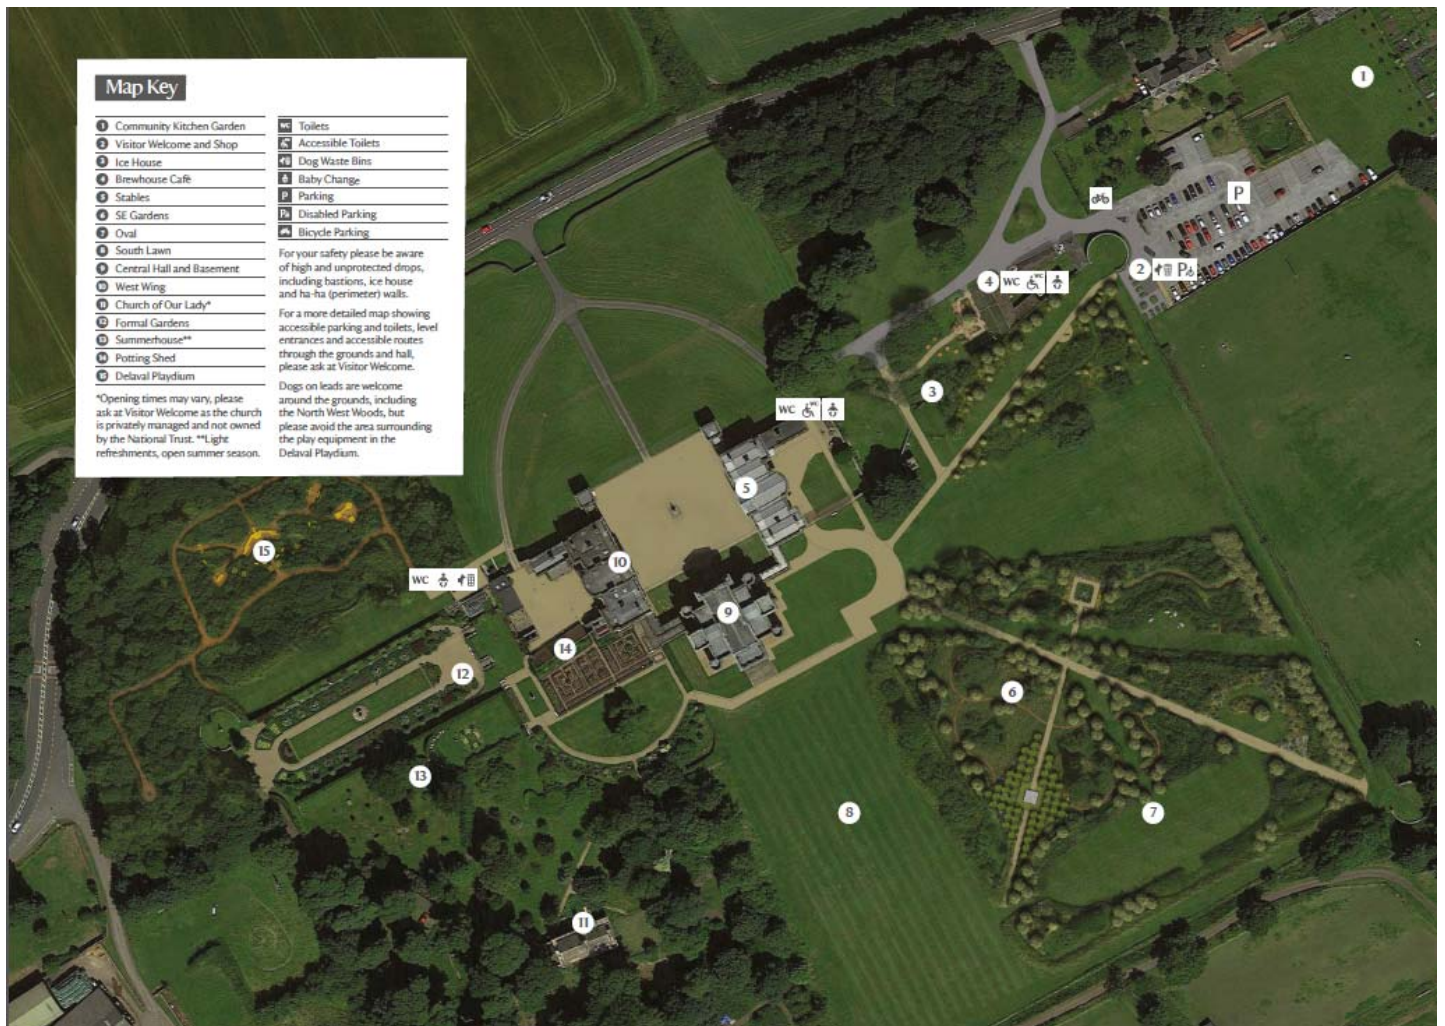 Map Key
1 Community Kitchen Garden
2 Visitor Welcome and Shop
3 Ice House
4 Brewhouse Cafè
5 Stables
6 SE Gardens
7 Oval
8 South Lawn
9 Central Hall and Basement
10 West Wing
11 Church of Our Lady*
12 Formal Gardens
13 Summerhouse**
14 Potting Shed
15 Delaval Playdium
*Opening times may vary, please
ask at Visitor Welcome as the church
is privately managed and not owned
by the National Trust. **Light
refreshments, open summer season.
WC Toilets
WC Accessible Toilets
Dog Waste Bins
Baby Change
P Parking
P Disabled Parking
Bicycle Parking
For your safety please be aware
of high and unprotected drops,
including bastions, ice house
and ha-ha (perimeter) walls.
For a more detailed map showing
accessible parking and toilets, level
entrances and accessible routes
through the grounds and hall,
please ask at Visitor Welcome.
Dogs on leads are welcome
around the grounds, including
the North West Woods, but
please avoid the area surrounding
the play equipment in the
Delaval Playdium.
1
P
2 P
4 WC WC
3
WC WC
5
15
10
WC
9
14
12
6
13
8
7
11